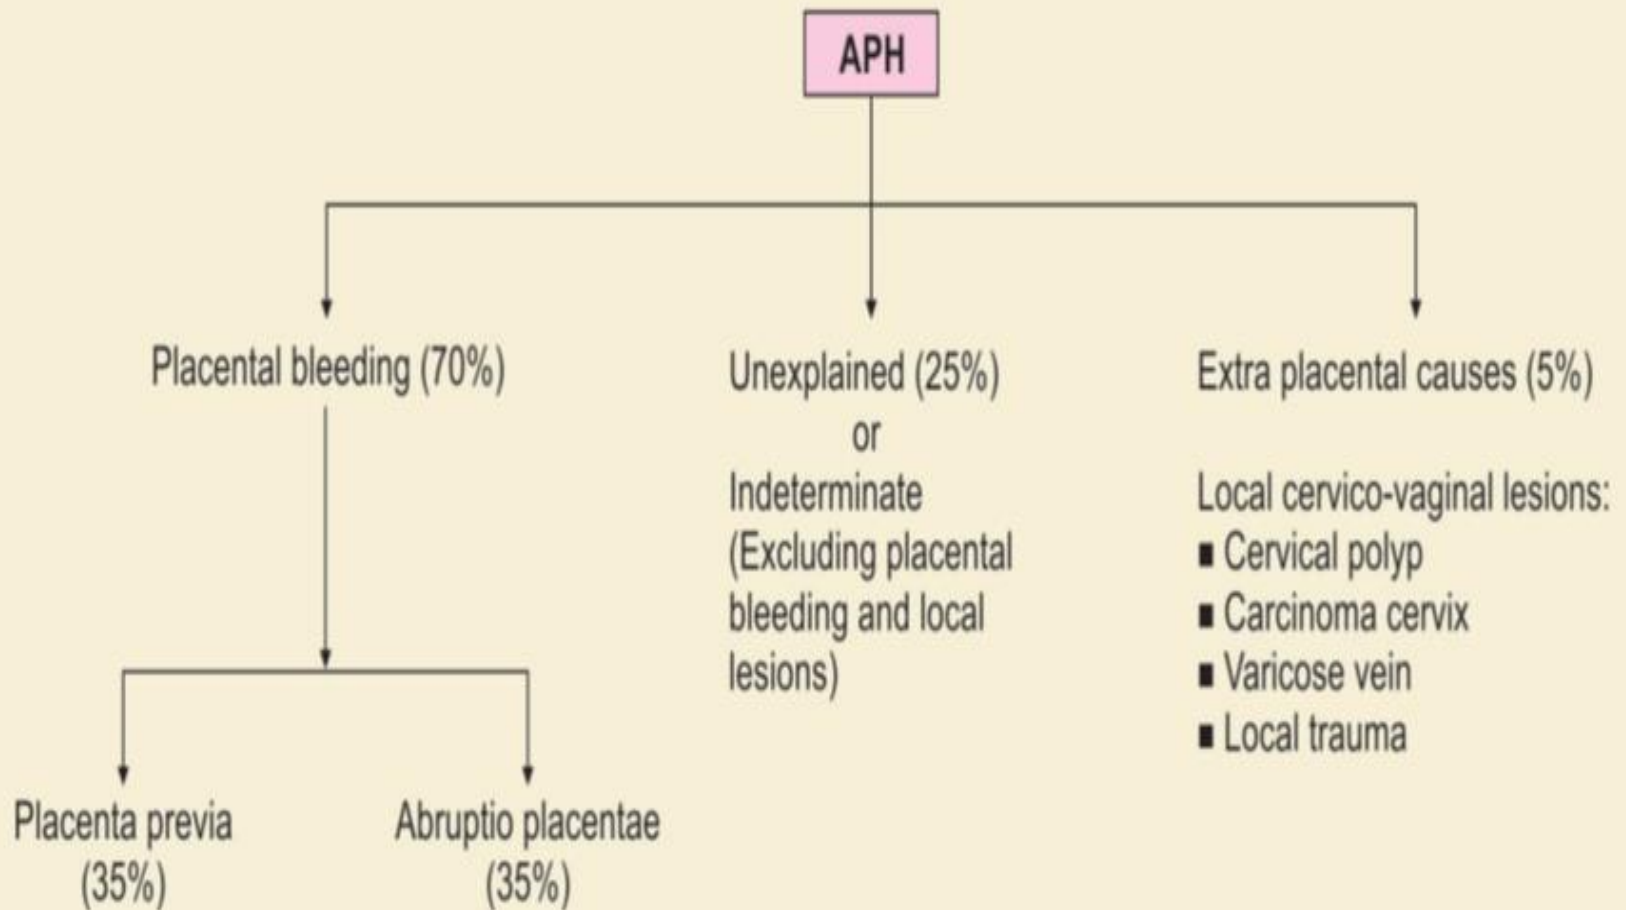 APH
Placental bleeding (70%)
Unexplained (25%)
or
Indeterminate
(Excluding placental
bleeding and local
lesions)
Extra placental causes (5%)
Local cervico-vaginal lesions:
■ Cervical polyp
■ Carcinoma cervix
■ Varicose vein
■ Local trauma
Placenta previa
(35%)
Abruptio placentae
(35%)